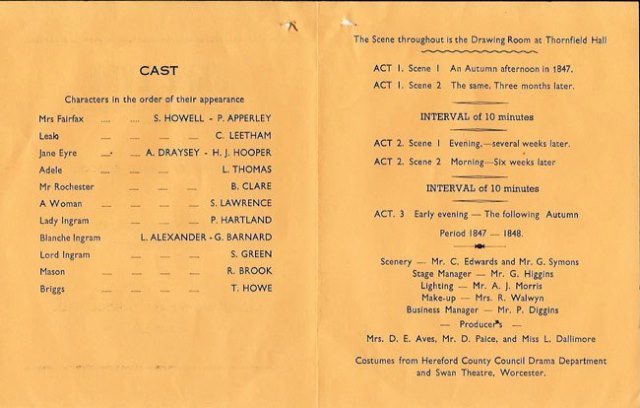 CAST
Characters in the order of their appearance
Mrs Fairfax .... .... S. HOWELL - P. APPERLEY
Leah .... .... .... C. LEETHAM
Jane Eyre .... A. DRAYSEY - H. J. HOOPER
Adele .... .... .... L. THOMAS
Mr Rochester .... .... .... B. CLARE
A Woman .... .... .... S. LAWRENCE
Lady Ingram .... .... P. HARTLAND
Blanche Ingram L. ALEXANDER - G. BARNARD
Lord Ingram .... .... .... S. GREEN
Mason .... .... .... .... R. BROOK
Briggs .... .... .... .... T. HOWE
The Scene throughout is the Drawing Room at Thornfield Hall
ACT 1. Scene 1 An Autumn afternoon in 1847.
ACT 1. Scene 2 The same. Three months later.
INTERVAL of 10 minutes
ACT 2. Scene 1 Evening,—several weeks later.
ACT 2. Scene 2 Morning—Six weeks later
INTERVAL of 10 minutes
ACT. 3 Early evening — The following Autumn
Period 1847 — 1848.
Scenery — Mr. C. Edwards and Mr. G. Symons
Stage Manager — Mr. G. Higgins
Lighting — Mr. A. J. Morris
Make-up — Mrs. R. Walwyn
Business Manager — Mr. P. Diggins
— Producers —
Mrs. D. E. Aves, Mr. D. Paice, and Miss L. Dallimore
Costumes from Hereford County Council Drama Department
and Swan Theatre, Worcester.